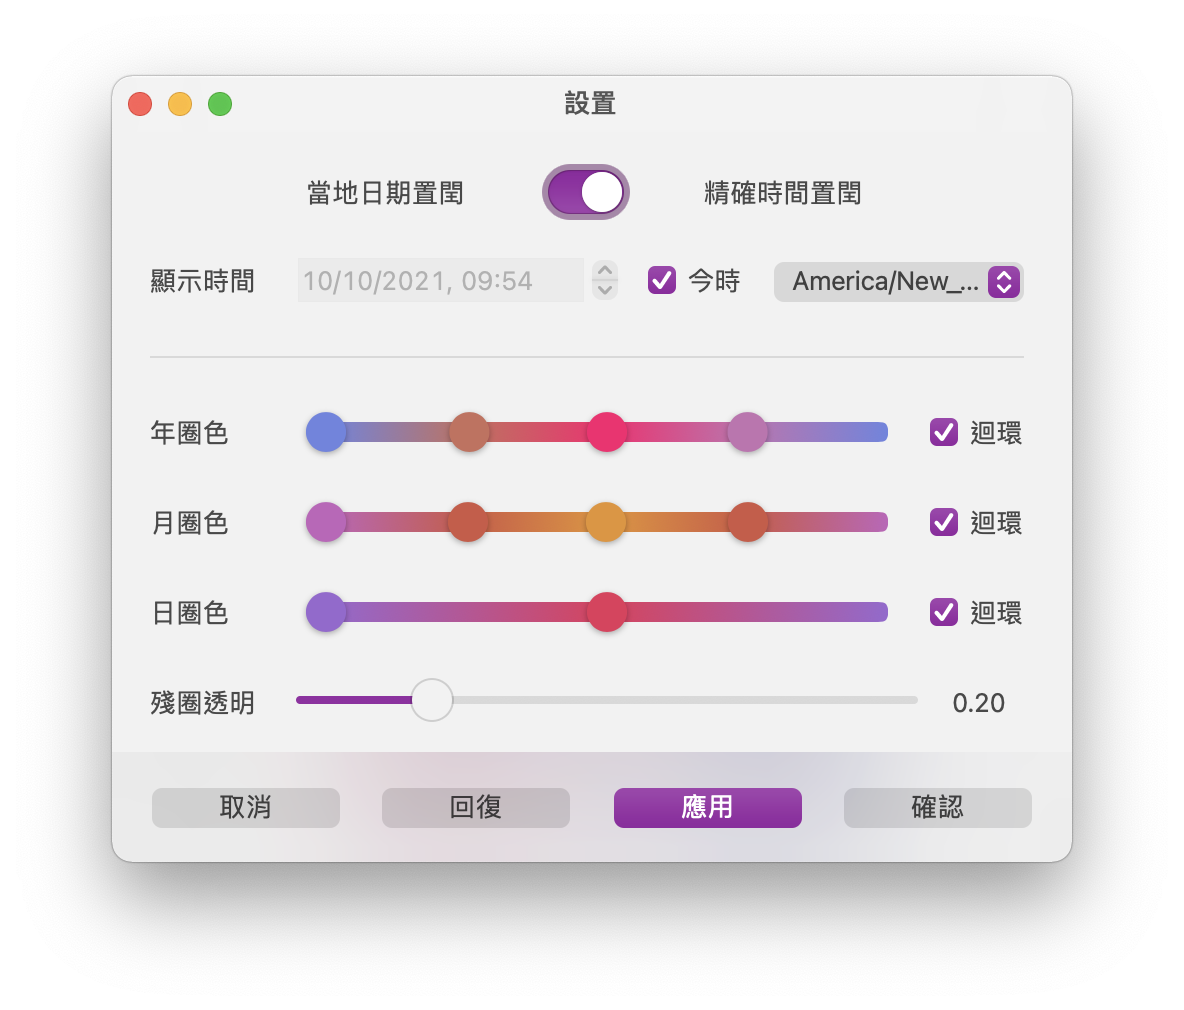 設置
當地日期置閏 精確時間置閏
顯示時間 10/10/2021, 09:54 今時 America/New_...
年圈色 迴環
月圈色 迴環
日圈色 迴環
殘圈透明 0.20
取消 回復 應用 確認